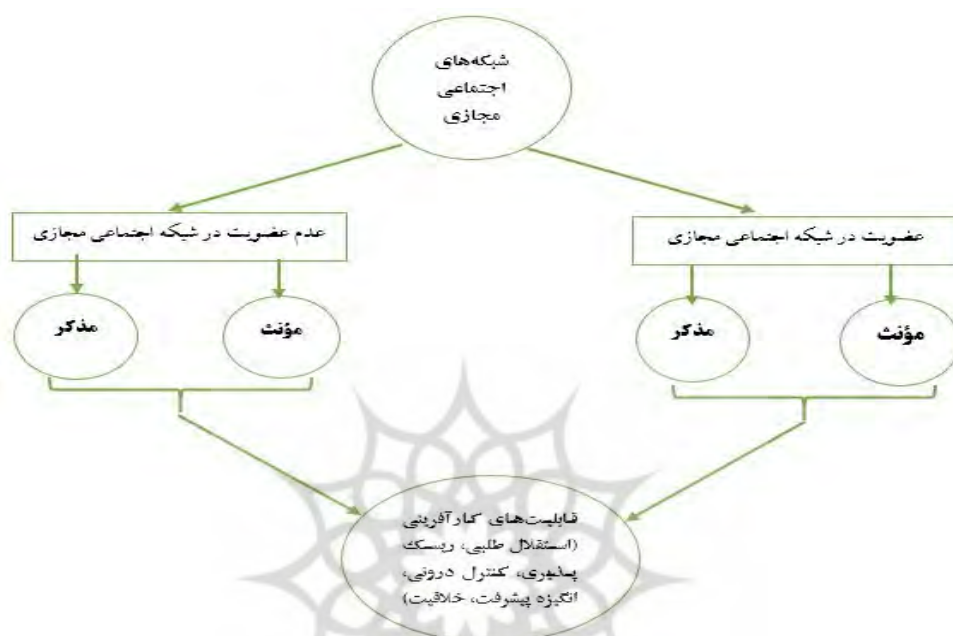 شبکه‌های
اجتماعی
مجازی
عضویت در شبکه اجتماعی مجازی
عدم عضویت در شبکه اجتماعی مجازی
مؤنث
مذکر
مؤنث
مذکر
قابلیت‌های کارآفرینی
(استقلال طلبی، ریسک
پذیری، کنترل درونی،
انگیزه پیشرفت، خلاقیت)